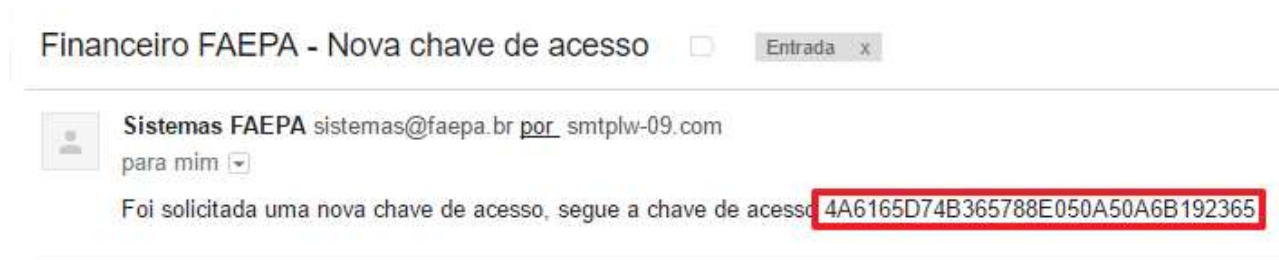 Financeiro FAEPA - Nova chave de acesso Entrada x
Sistemas FAEPA sistemas@faepa.br por smtplw-09.com
para mim
Foi solicitada uma nova chave de acesso, segue a chave de acesso 4A6165D74B365788E050A50A6B192365